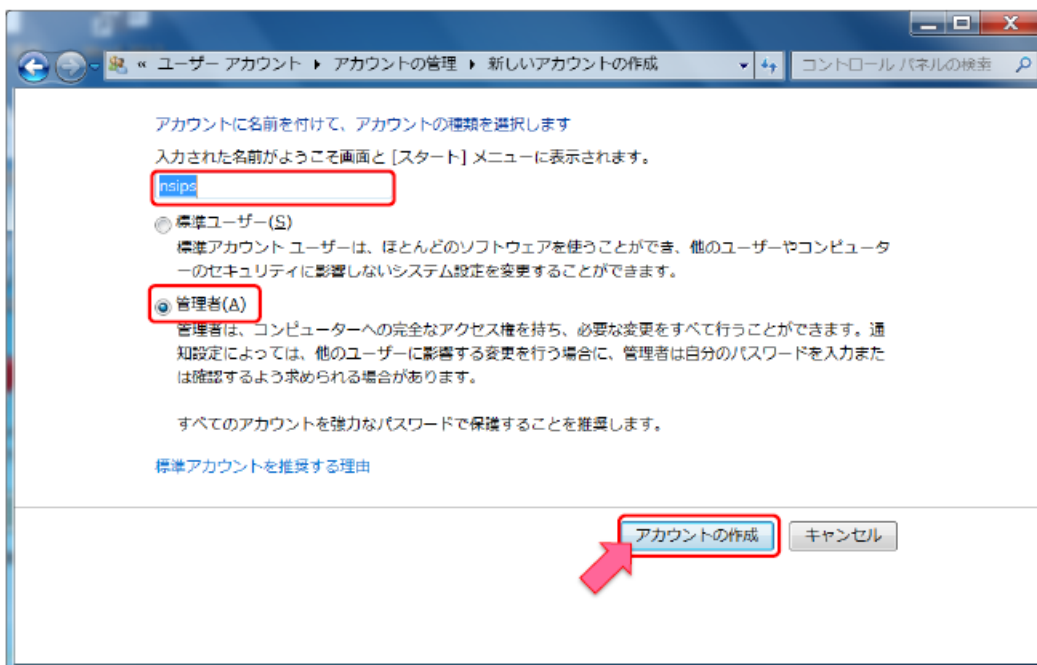 « ユーザー アカウント ▸ アカウントの管理 ▸ 新しいアカウントの作成
コントロール パネルの検索
アカウントに名前を付けて、アカウントの種類を選択します
入力された名前がようこそ画面と [スタート] メニューに表示されます。
nsips
標準ユーザー(S)
標準アカウント ユーザーは、ほとんどのソフトウェアを使うことができ、他のユーザーやコンピュータ
ーのセキュリティに影響しないシステム設定を変更することができます。
管理者(A)
管理者は、コンピューターへの完全なアクセス権を持ち、必要な変更をすべて行うことができます。通
知設定によっては、他のユーザーに影響する変更を行う場合に、管理者は自分のパスワードを入力また
は確認するよう求められる場合があります。
すべてのアカウントを強力なパスワードで保護することを推奨します。
標準アカウントを推奨する理由
アカウントの作成
キャンセル